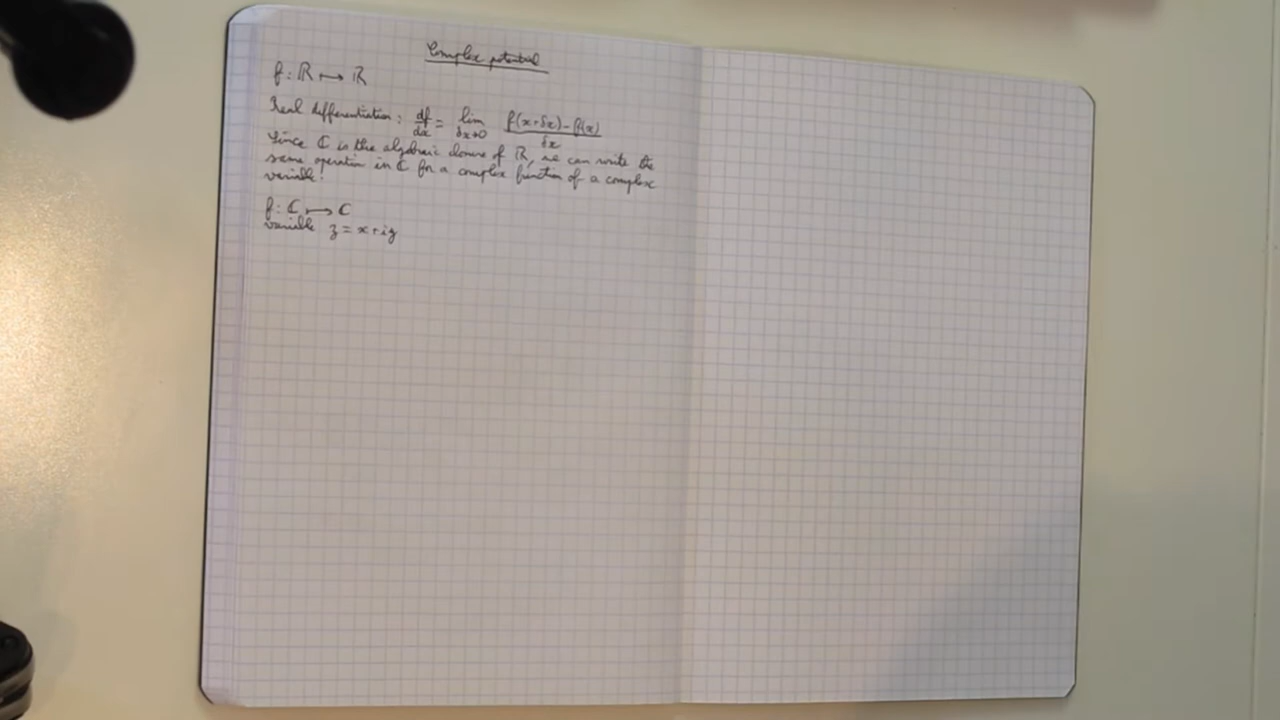 Complex potential
f: ℝ ↦ ℝ
Real differentiation: df/dx = lim δx→0 f(x+δx)-f(x)/δx
Since ℂ is the algebraic closure of ℝ, we can write the
same operation in ℂ for a complex function of a complex
variable!
f: ℂ ↦ ℂ
variable z = x+iy